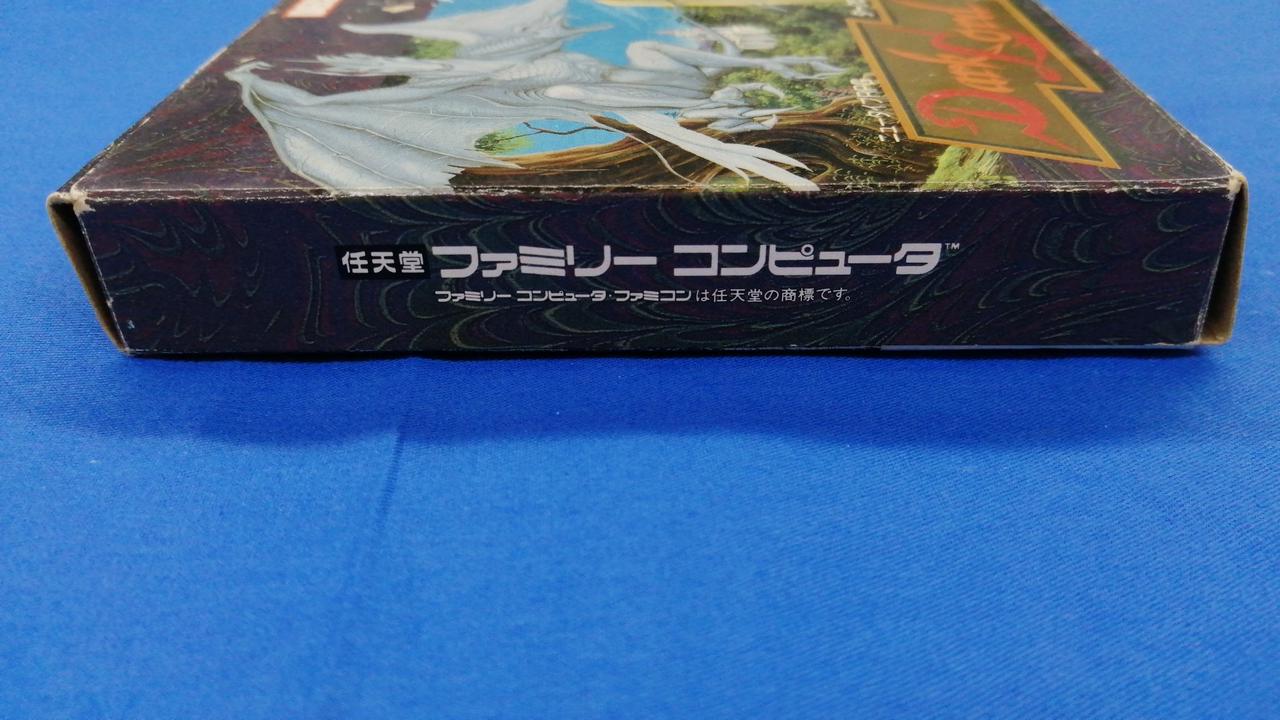 Dark Lord
任天堂 ファミリー コンピュータ™
ファミリー コンピュータ・ファミコンは任天堂の商標です。